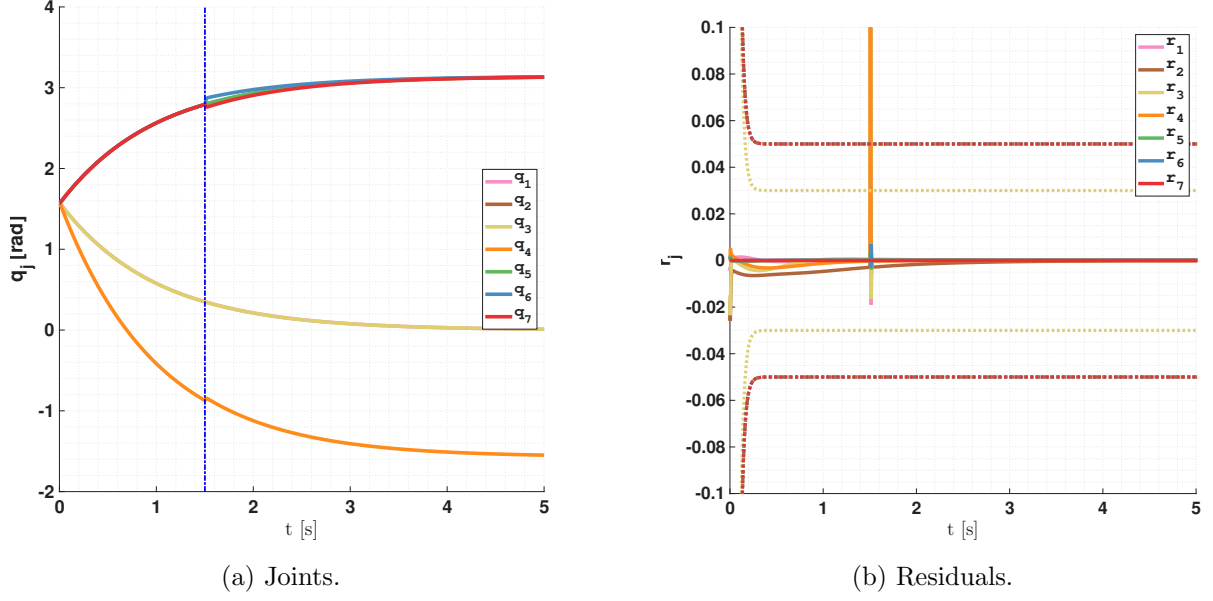 4
3
2
1
0
-1
-2
q_j [rad]
0 1 2 3 4 5
t [s]
q_1
q_2
q_3
q_4
q_5
q_6
q_7
(a) Joints.
0.1
0.08
0.06
0.04
0.02
0
-0.02
-0.04
-0.06
-0.08
-0.1
r_j
0 1 2 3 4 5
t [s]
r_1
r_2
r_3
r_4
r_5
r_6
r_7
(b) Residuals.